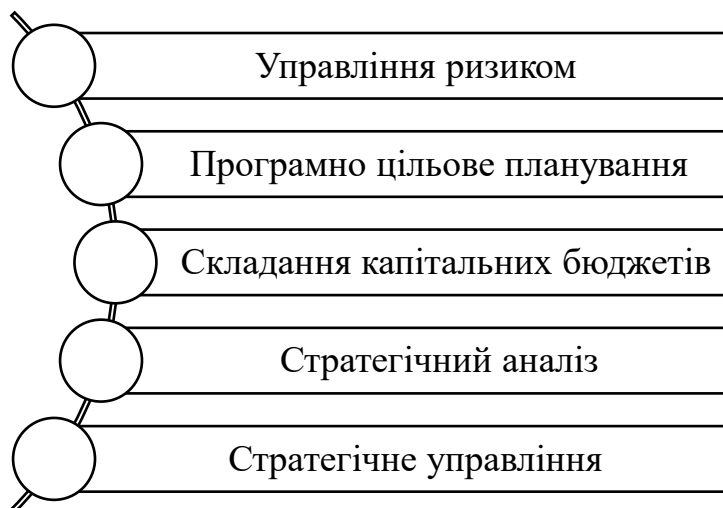 Управління ризиком
Програмно цільове планування
Складання капітальних бюджетів
Стратегічний аналіз
Стратегічне управління